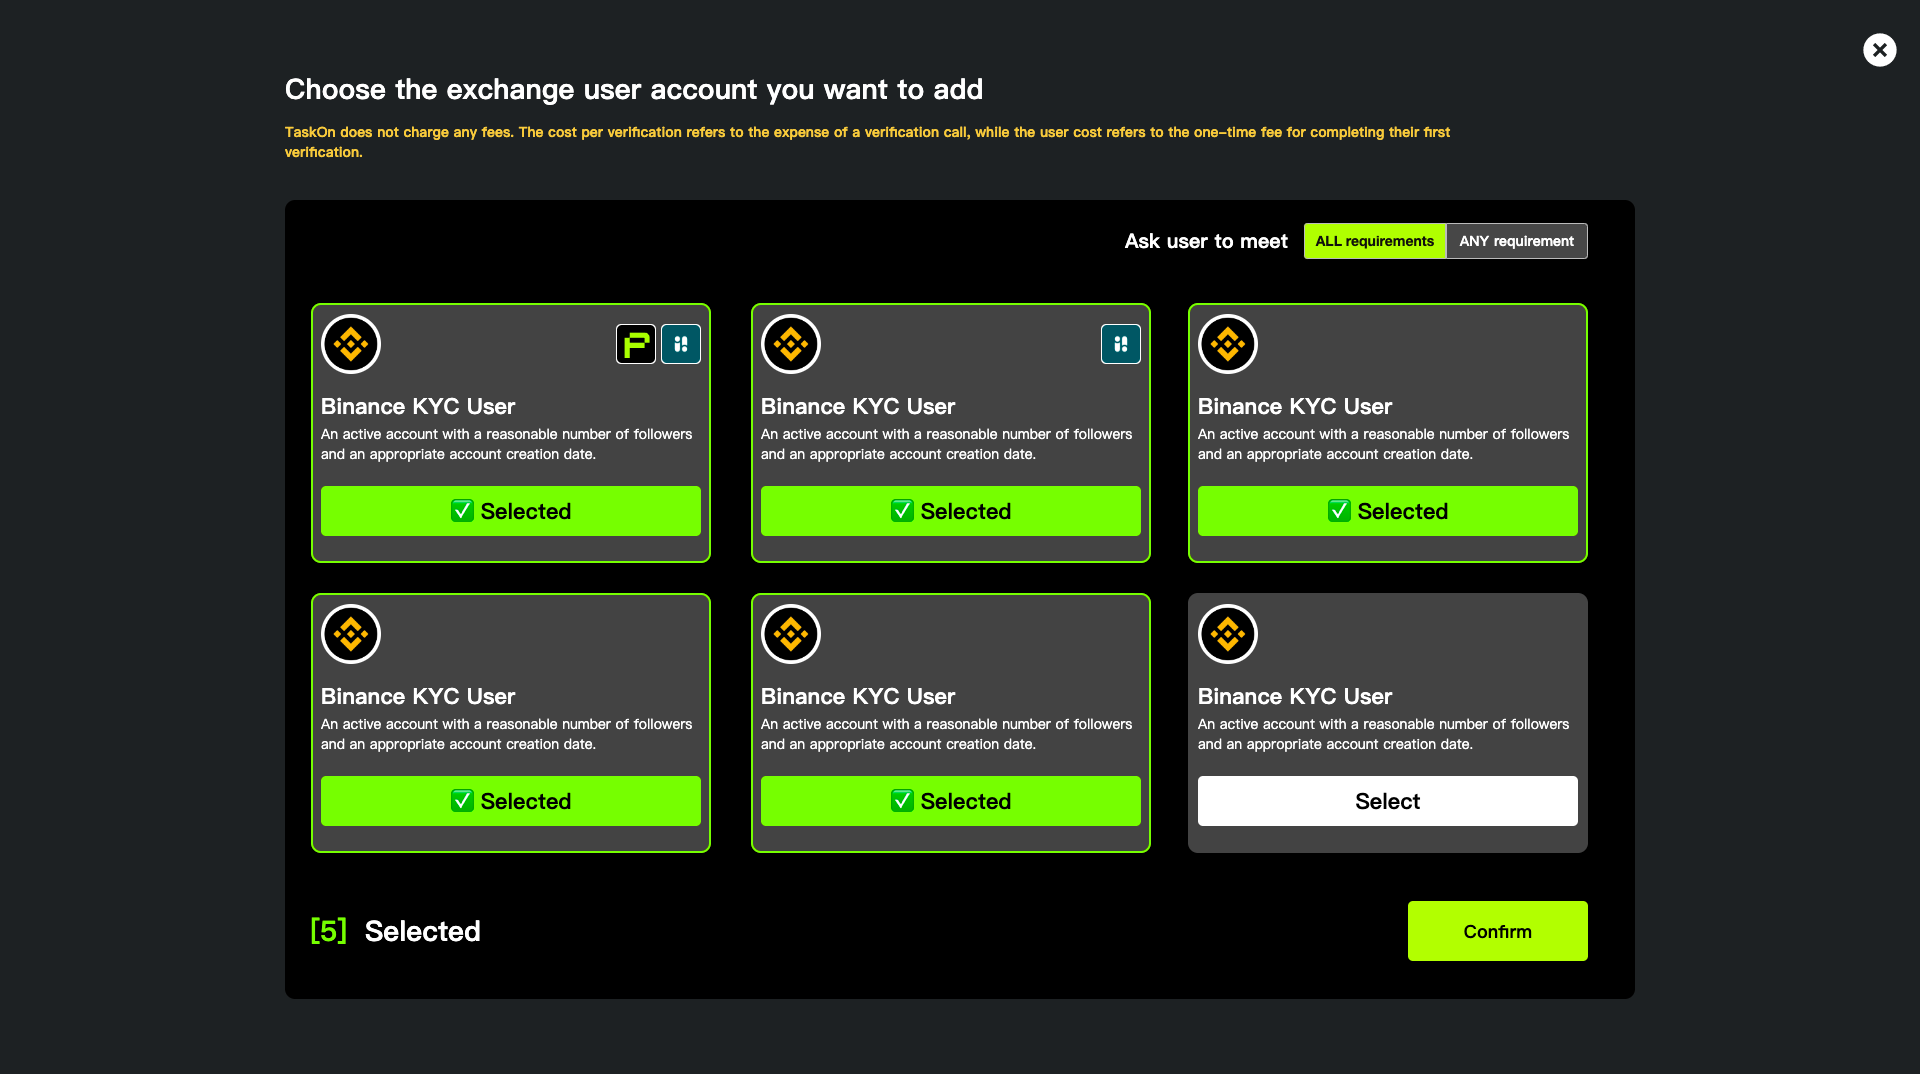 Choose the exchange user account you want to add
TaskOn does not charge any fees. The cost per verification refers to the expense of a verification call, while the user cost refers to the one-time fee for completing their first
verification.
Ask user to meet ALL requirements ANY requirement
Binance KYC User
An active account with a reasonable number of followers
and an appropriate account creation date.
✅ Selected
Binance KYC User
An active account with a reasonable number of followers
and an appropriate account creation date.
✅ Selected
Binance KYC User
An active account with a reasonable number of followers
and an appropriate account creation date.
✅ Selected
Binance KYC User
An active account with a reasonable number of followers
and an appropriate account creation date.
✅ Selected
Binance KYC User
An active account with a reasonable number of followers
and an appropriate account creation date.
✅ Selected
Binance KYC User
An active account with a reasonable number of followers
and an appropriate account creation date.
Select
[5] Selected
Confirm